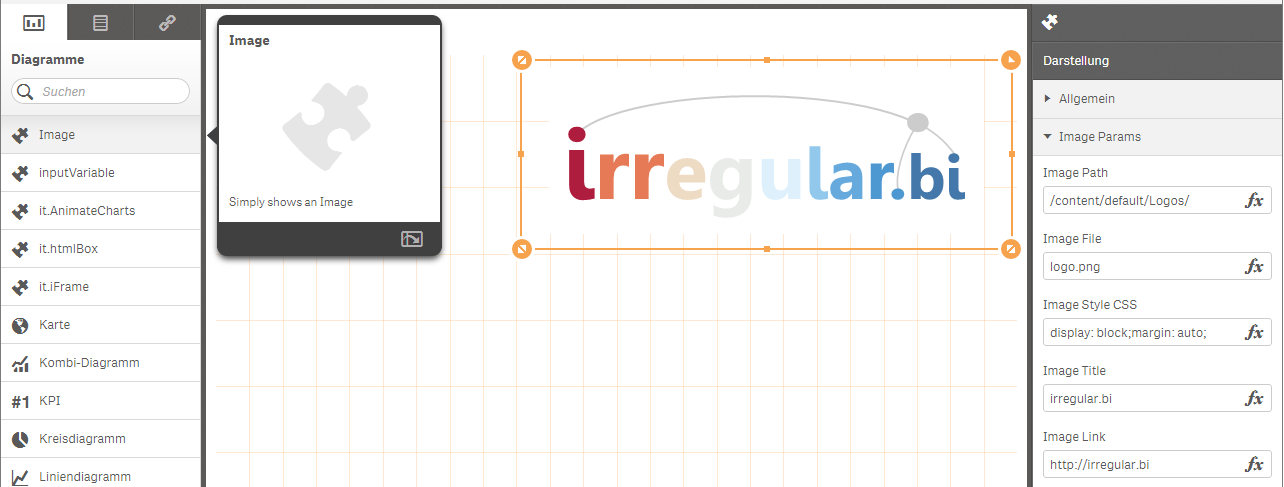 Diagramme
Suchen
Image
inputVariable
it.AnimateCharts
it.htmlBox
it.iFrame
Karte
Kombi-Diagramm
#1 KPI
Kreisdiagramm
Liniendiagramm
Image
Simply shows an Image
irregular.bi
Darstellung
Allgemein
Image Params
Image Path
/content/default/Logos/ fx
Image File
logo.png fx
Image Style CSS
display: block;margin: auto; fx
Image Title
irregular.bi fx
Image Link
http://irregular.bi fx